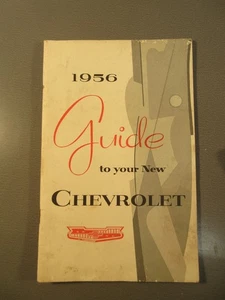 1956
Guide
to your New
CHEVROLET